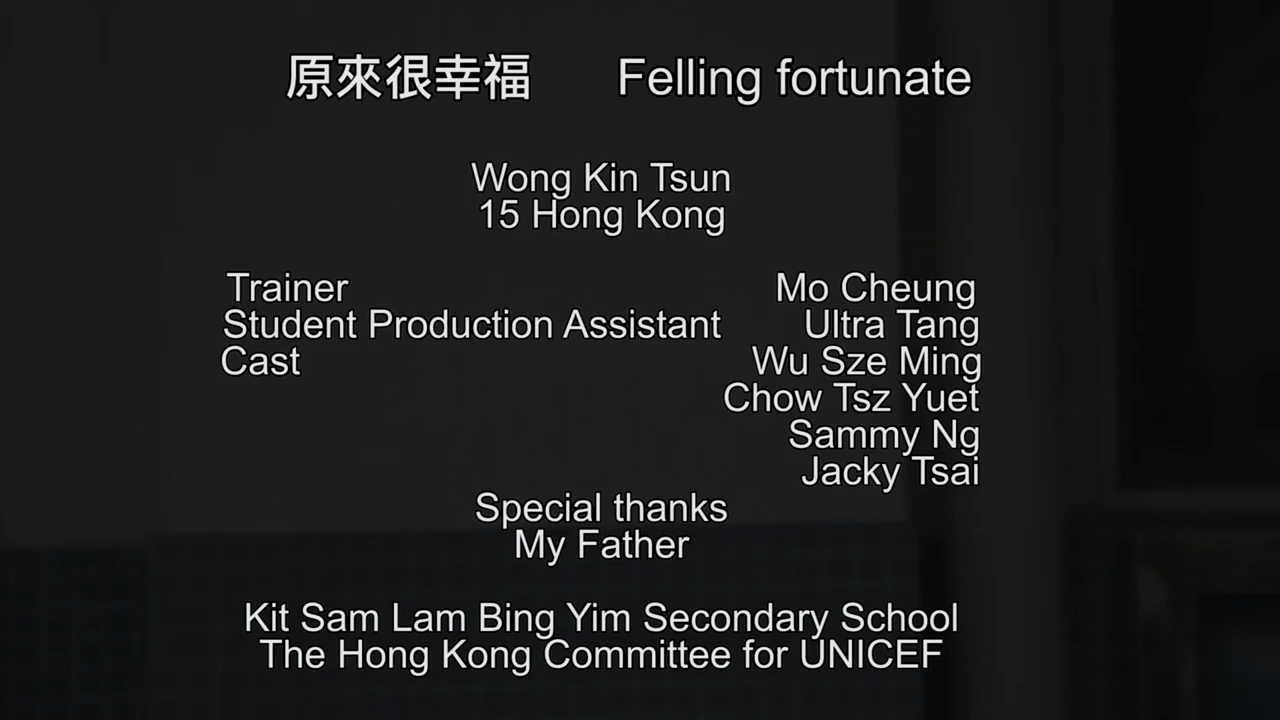 原來很幸福 Felling fortunate
Wong Kin Tsun
15 Hong Kong
Trainer Mo Cheung
Student Production Assistant Ultra Tang
Cast Wu Sze Ming
Chow Tsz Yuet
Sammy Ng
Jacky Tsai
Special thanks
My Father
Kit Sam Lam Bing Yim Secondary School
The Hong Kong Committee for UNICEF